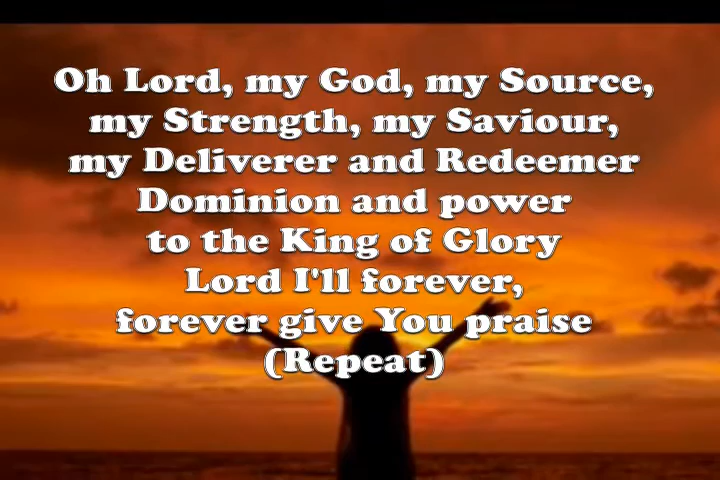 Oh Lord, my God, my Source,
my Strength, my Saviour,
my Deliverer and Redeemer
Dominion and power
to the King of Glory
Lord I'll forever,
forever give You praise
(Repeat)